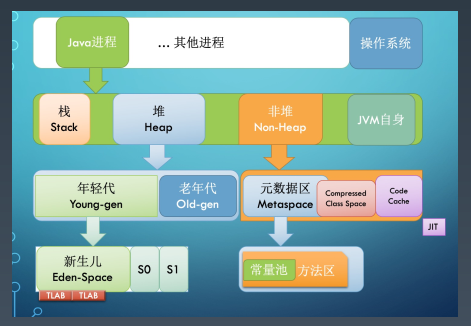 Java进程
... 其他进程
操作系统
栈
Stack
堆
Heap
非堆
Non-Heap
JVM自身
年轻代
Young-gen
老年代
Old-gen
元数据区
Metaspace
Compressed
Class Space
Code
Cache
JIT
新生儿
Eden-Space
S0
S1
常量池
方法区
TLAB
TLAB